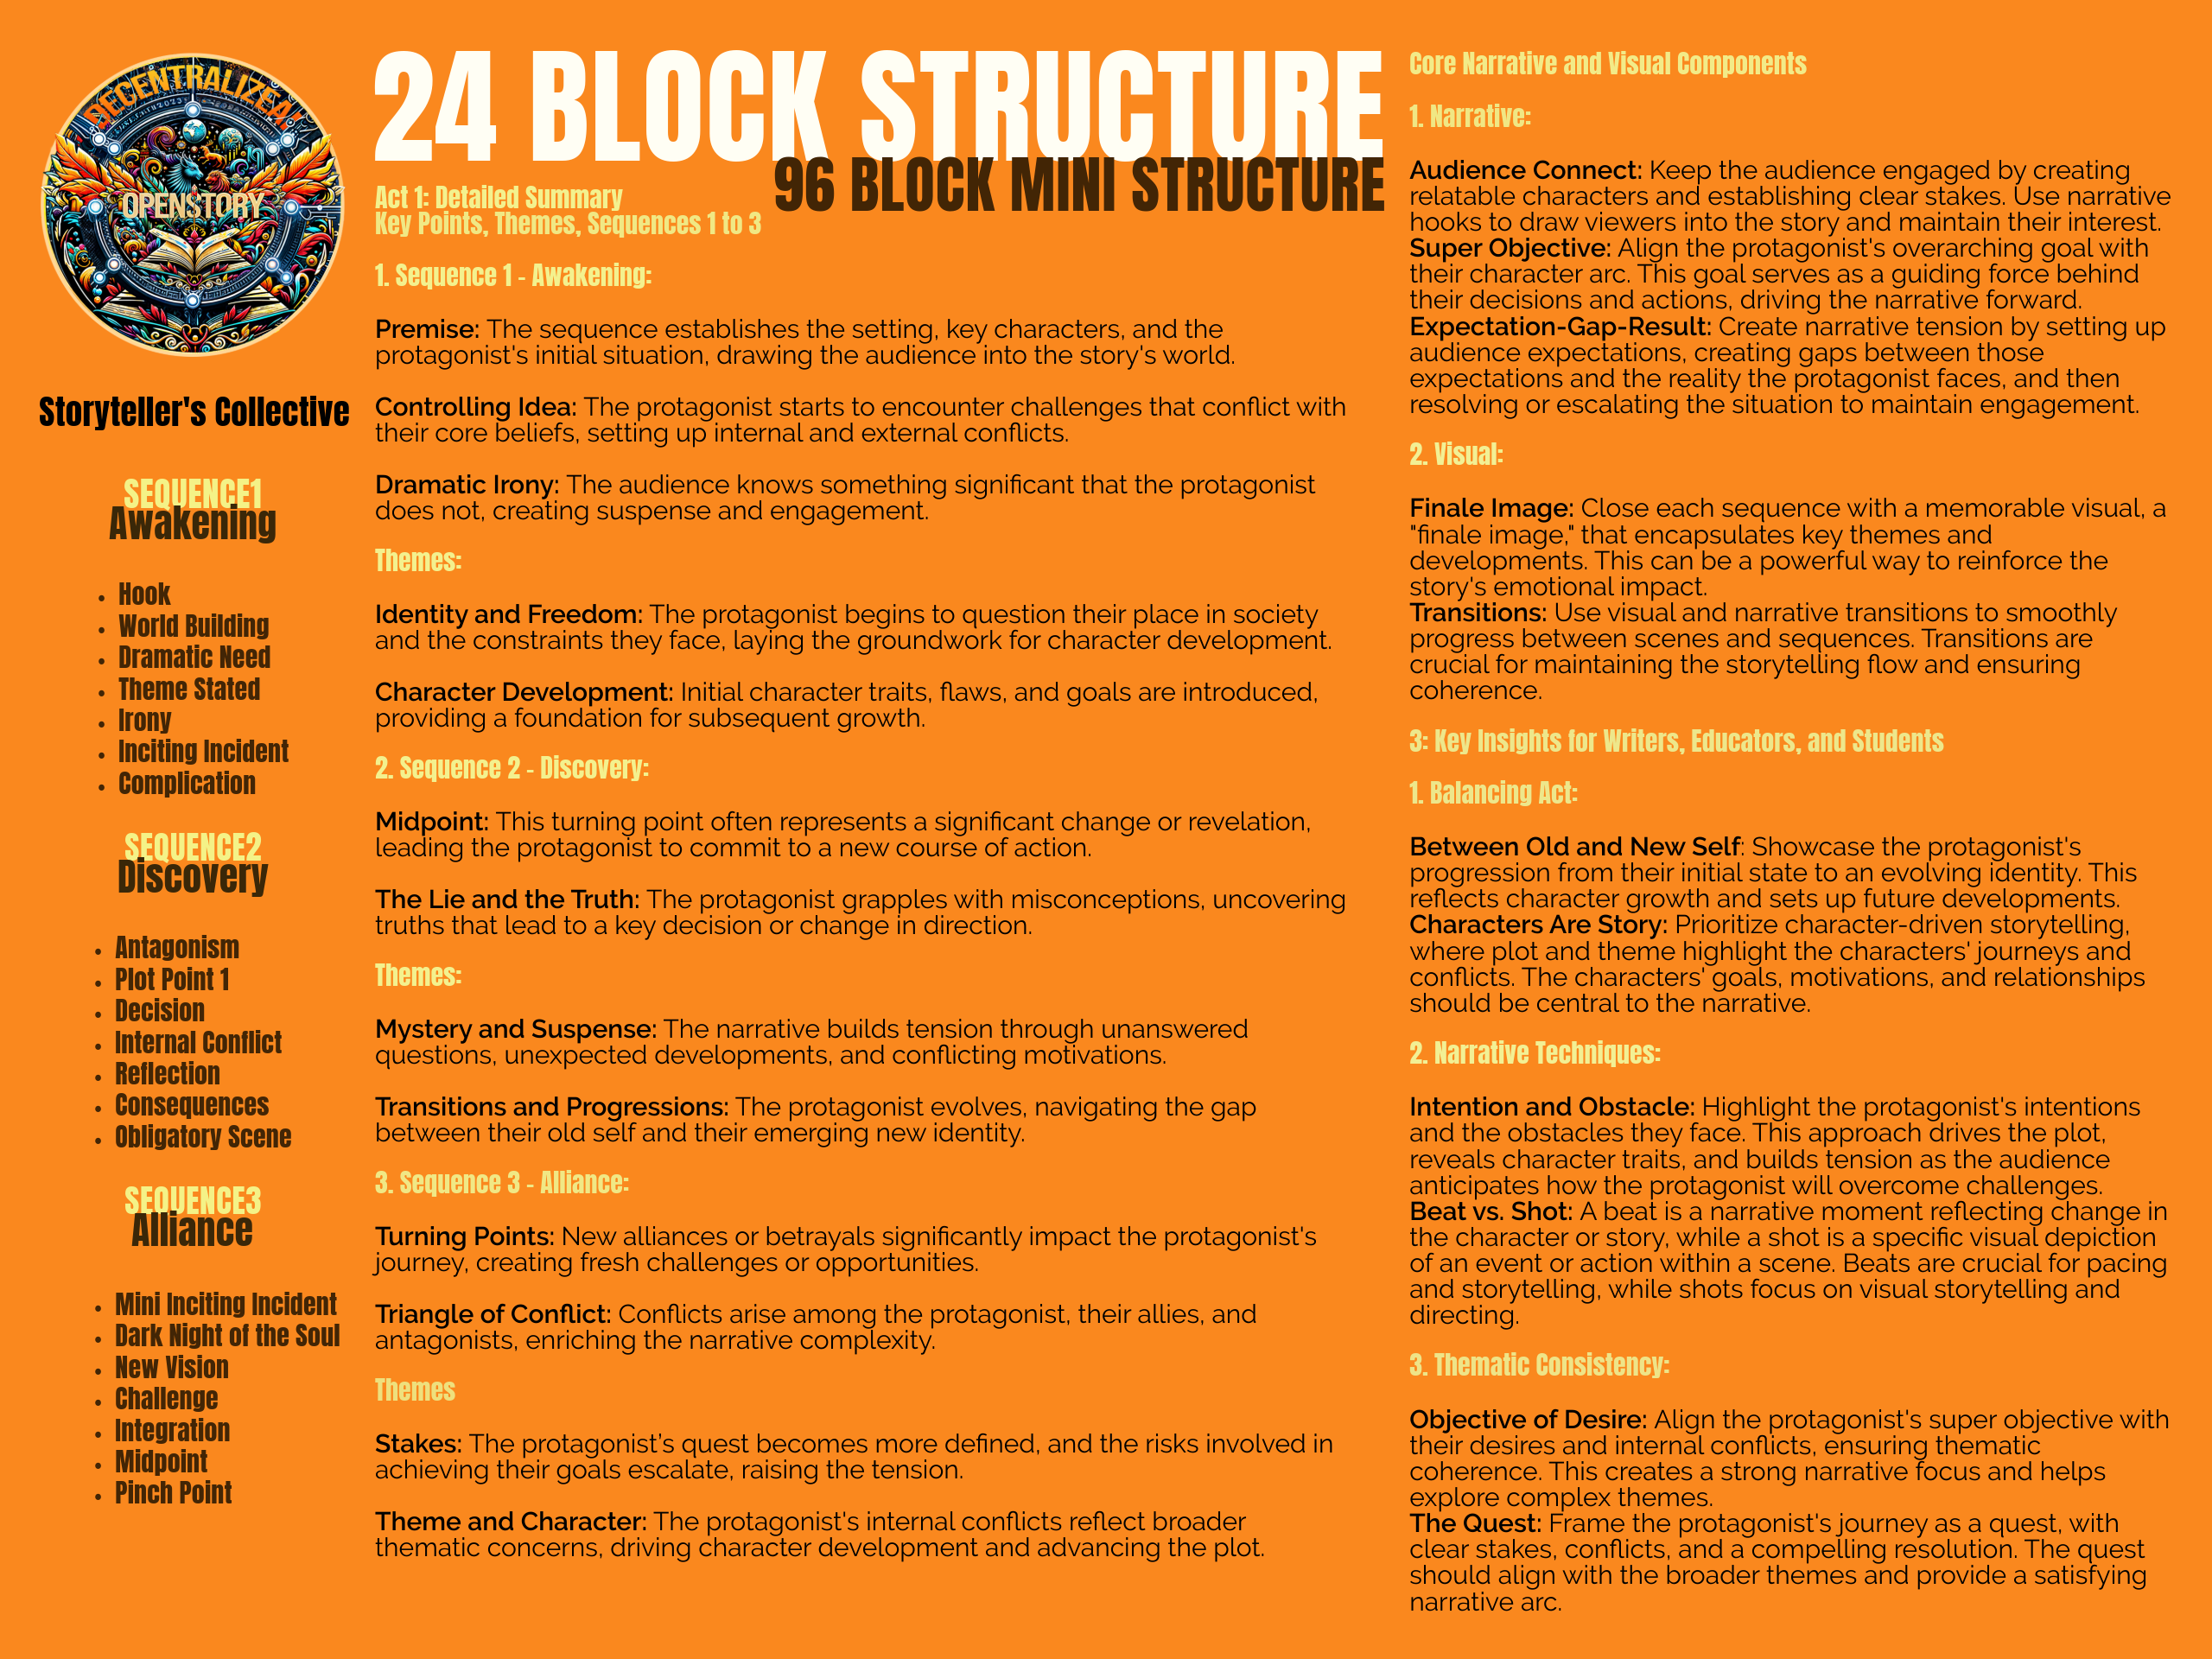 DECENTRALIZEAI
OPENSTORY
Storyteller's Collective
SEQUENCE1
Awakening
• Hook
• World Building
• Dramatic Need
• Theme Stated
• Irony
• Inciting Incident
• Complication
SEQUENCE2
Discovery
• Antagonism
• Plot Point 1
• Decision
• Internal Conflict
• Reflection
• Consequences
• Obligatory Scene
SEQUENCE3
Alliance
• Mini Inciting Incident
• Dark Night of the Soul
• New Vision
• Challenge
• Integration
• Midpoint
• Pinch Point
24 BLOCK STRUCTURE
96 BLOCK MINI STRUCTURE
Act 1: Detailed Summary
Key Points, Themes, Sequences 1 to 3
1. Sequence 1 - Awakening:
Premise: The sequence establishes the setting, key characters, and the
protagonist's initial situation, drawing the audience into the story's world.
Controlling Idea: The protagonist starts to encounter challenges that conflict with
their core beliefs, setting up internal and external conflicts.
Dramatic Irony: The audience knows something significant that the protagonist
does not, creating suspense and engagement.
Themes:
Identity and Freedom: The protagonist begins to question their place in society
and the constraints they face, laying the groundwork for character development.
Character Development: Initial character traits, flaws, and goals are introduced,
providing a foundation for subsequent growth.
2. Sequence 2 - Discovery:
Midpoint: This turning point often represents a significant change or revelation,
leading the protagonist to commit to a new course of action.
The Lie and the Truth: The protagonist grapples with misconceptions, uncovering
truths that lead to a key decision or change in direction.
Themes:
Mystery and Suspense: The narrative builds tension through unanswered
questions, unexpected developments, and conflicting motivations.
Transitions and Progressions: The protagonist evolves, navigating the gap
between their old self and their emerging new identity.
3. Sequence 3 - Alliance:
Turning Points: New alliances or betrayals significantly impact the protagonist's
journey, creating fresh challenges or opportunities.
Triangle of Conflict: Conflicts arise among the protagonist, their allies, and
antagonists, enriching the narrative complexity.
Themes
Stakes: The protagonist's quest becomes more defined, and the risks involved in
achieving their goals escalate, raising the tension.
Theme and Character: The protagonist's internal conflicts reflect broader
thematic concerns, driving character development and advancing the plot.
Core Narrative and Visual Components
1. Narrative:
Audience Connect: Keep the audience engaged by creating
relatable characters and establishing clear stakes. Use narrative
hooks to draw viewers into the story and maintain their interest.
Super Objective: Align the protagonist's overarching goal with
their character arc. This goal serves as a guiding force behind
their decisions and actions, driving the narrative forward.
Expectation-Gap-Result: Create narrative tension by setting up
audience expectations, creating gaps between those
expectations and the reality the protagonist faces, and then
resolving or escalating the situation to maintain engagement.
2. Visual:
Finale Image: Close each sequence with a memorable visual, a
"finale image," that encapsulates key themes and
developments. This can be a powerful way to reinforce the
story's emotional impact.
Transitions: Use visual and narrative transitions to smoothly
progress between scenes and sequences. Transitions are
crucial for maintaining the storytelling flow and ensuring
coherence.
3: Key Insights for Writers, Educators, and Students
1. Balancing Act:
Between Old and New Self: Showcase the protagonist's
progression from their initial state to an evolving identity. This
reflects character growth and sets up future developments.
Characters Are Story: Prioritize character-driven storytelling,
where plot and theme highlight the characters' journeys and
conflicts. The characters' goals, motivations, and relationships
should be central to the narrative.
2. Narrative Techniques:
Intention and Obstacle: Highlight the protagonist's intentions
and the obstacles they face. This approach drives the plot,
reveals character traits, and builds tension as the audience
anticipates how the protagonist will overcome challenges.
Beat vs. Shot: A beat is a narrative moment reflecting change in
the character or story, while a shot is a specific visual depiction
of an event or action within a scene. Beats are crucial for pacing
and storytelling, while shots focus on visual storytelling and
directing.
3. Thematic Consistency:
Objective of Desire: Align the protagonist's super objective with
their desires and internal conflicts, ensuring thematic
coherence. This creates a strong narrative focus and helps
explore complex themes.
The Quest: Frame the protagonist's journey as a quest, with
clear stakes, conflicts, and a compelling resolution. The quest
should align with the broader themes and provide a satisfying
narrative arc.